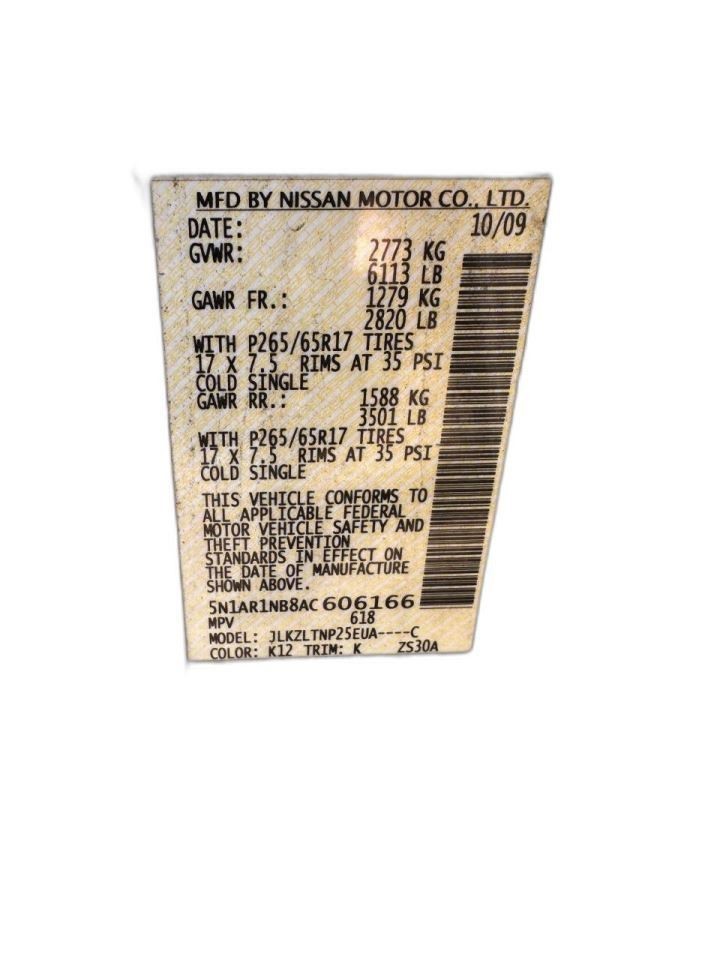 MFD BY NISSAN MOTOR CO., LTD.
DATE: 10/09
GVWR: 2773 KG
6113 LB
GAWR FR.: 1279 KG
2820 LB
WITH P265/65R17 TIRES
17 X 7.5 RIMS AT 35 PSI
COLD SINGLE
GAWR RR.: 1588 KG
3501 LB
WITH P265/65R17 TIRES
17 X 7.5 RIMS AT 35 PSI
COLD SINGLE
THIS VEHICLE CONFORMS TO
ALL APPLICABLE FEDERAL
MOTOR VEHICLE SAFETY AND
THEFT PREVENTION
STANDARDS IN EFFECT ON
THE DATE OF MANUFACTURE
SHOWN ABOVE.
5N1AR1NB8AC606166
MPV 618
MODEL: JLKZLTNP25EUA----C
COLOR: K12 TRIM: K ZS30A